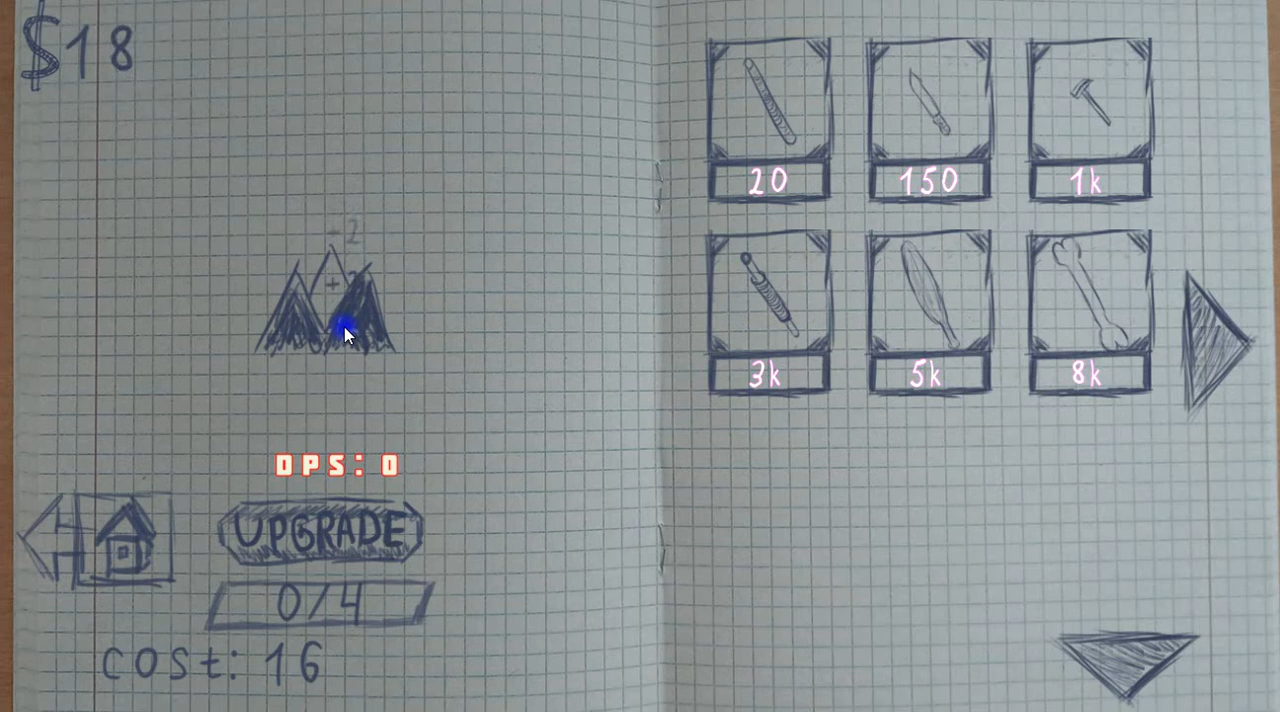 $18
20 150 1k
+2
+
3k 5k 8k
DPS: 0
UPGRADE
0/4
cost: 16